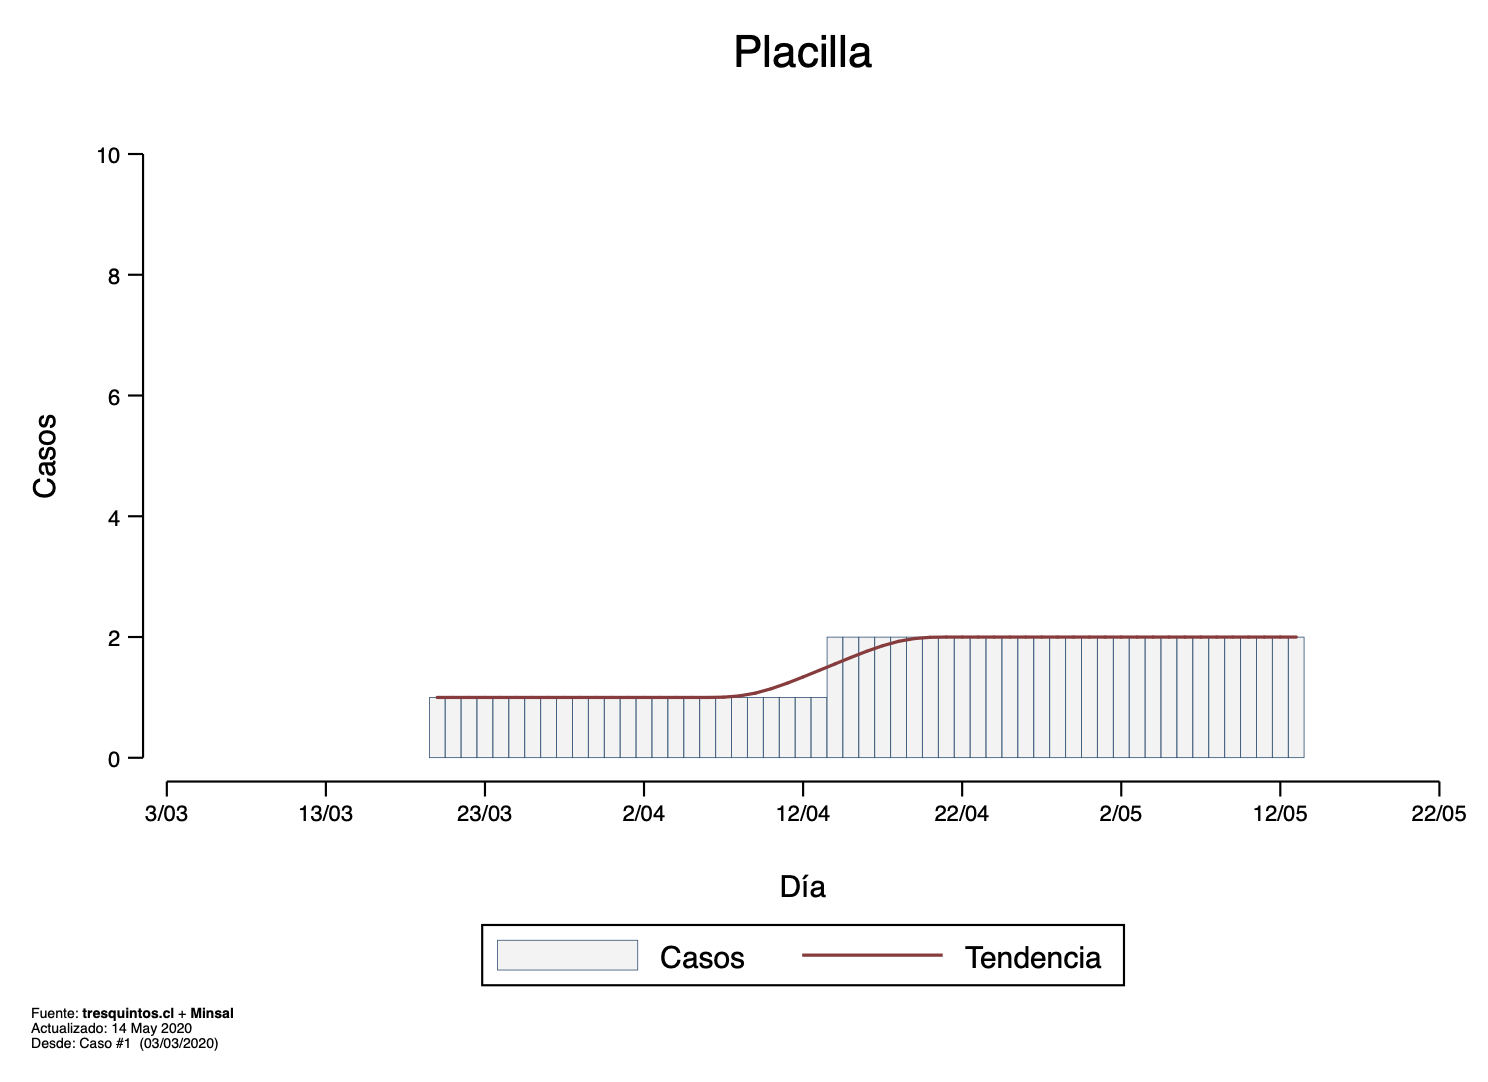 Placilla
10
8
6
4
2
0
Casos
3/03 13/03 23/03 2/04 12/04 22/04 2/05 12/05 22/05
Día
Casos Tendencia
Fuente: tresquintos.cl + Minsal
Actualizado: 14 May 2020
Desde: Caso #1 (03/03/2020)